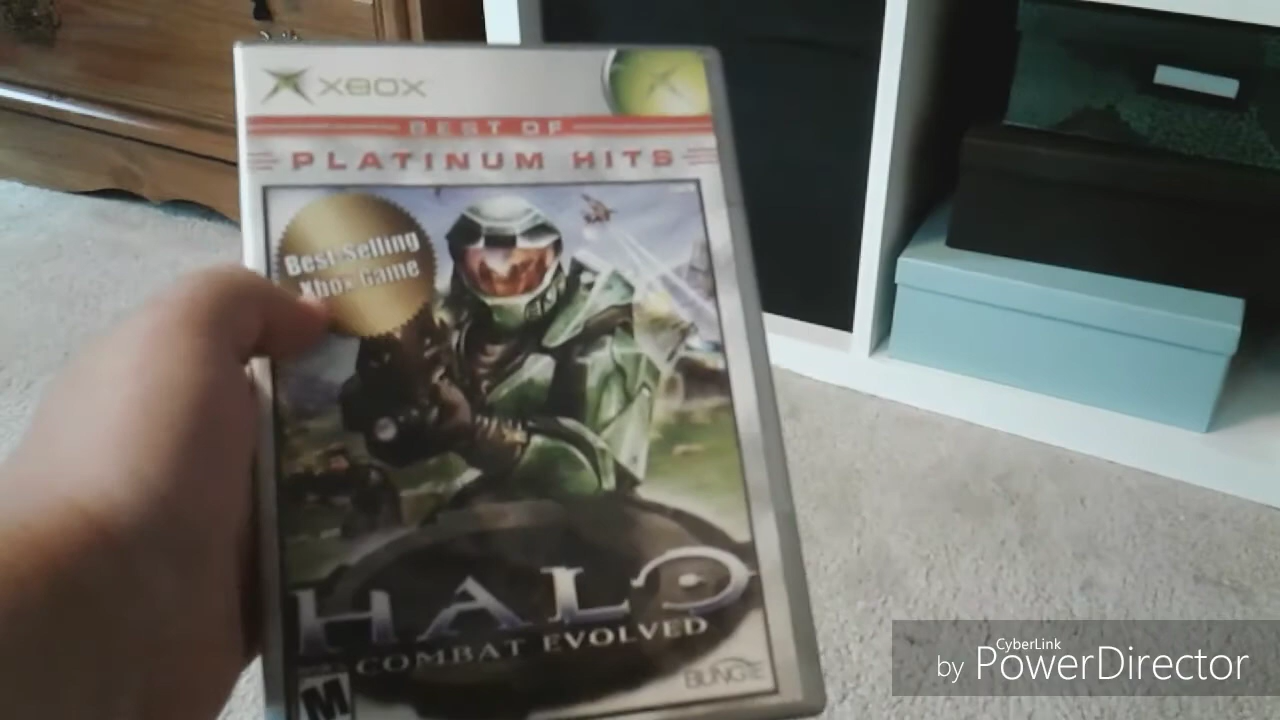 XBOX
BEST OF
PLATINUM HITS
Best-Selling
Xbox Game
HALO
COMBAT EVOLVED
BUNGIE
M
CyberLink
by PowerDirector